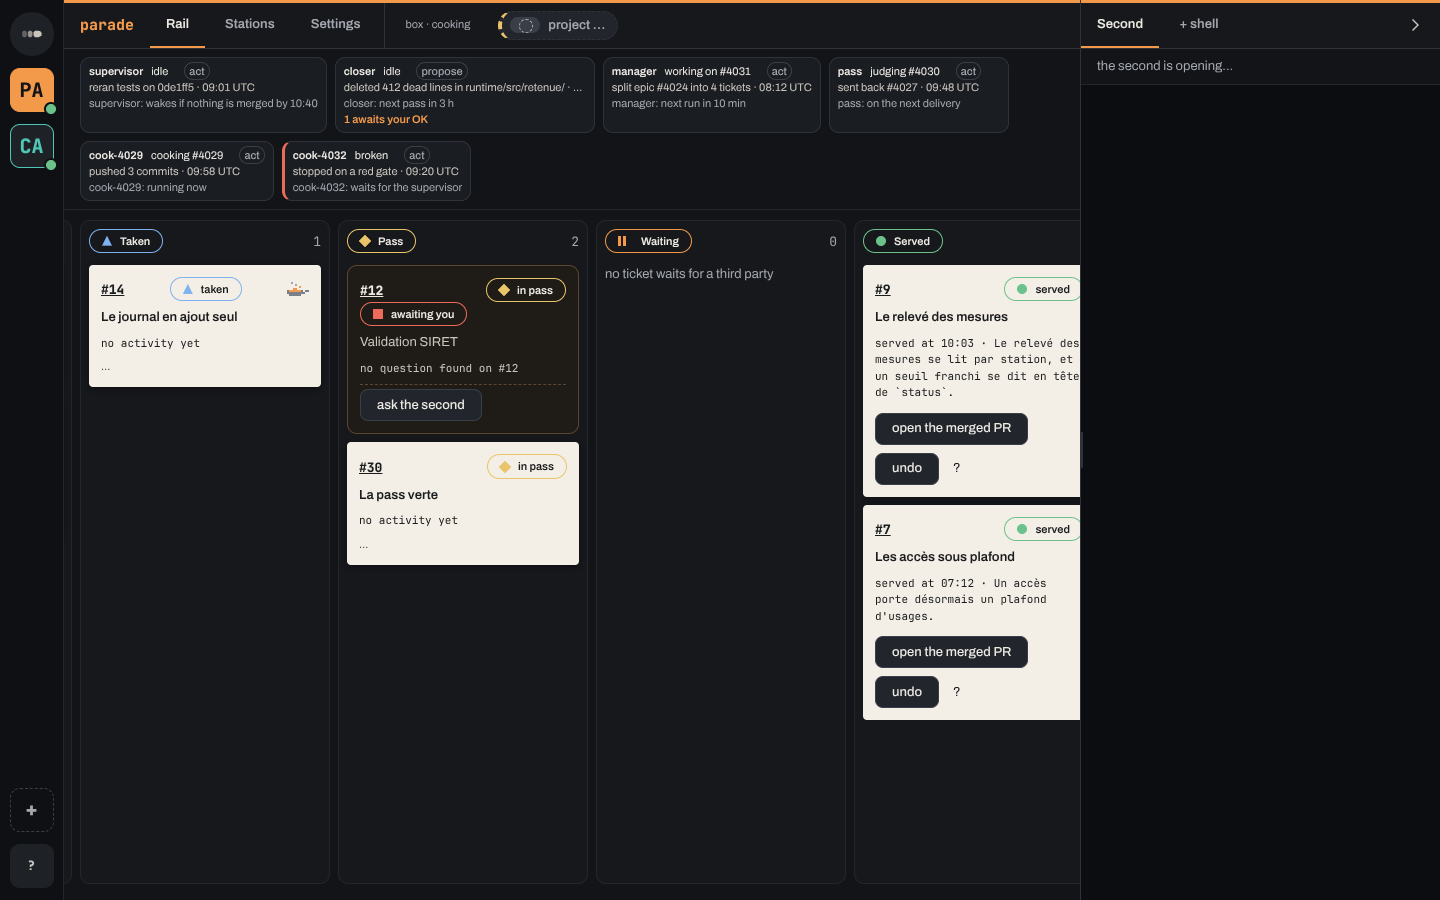 parade Rail Stations Settings box · cooking project ... Second + shell
the second is opening...
PA
CA
supervisor idle act
reran tests on 0de1ff5 · 09:01 UTC
supervisor: wakes if nothing is merged by 10:40
closer idle propose
deleted 412 dead lines in runtime/src/retenue/ · ...
closer: next pass in 3 h
1 awaits your OK
manager working on #4031 act
split epic #4024 into 4 tickets · 08:12 UTC
manager: next run in 10 min
pass judging #4030 act
sent back #4027 · 09:48 UTC
pass: on the next delivery
cook-4029 cooking #4029 act
pushed 3 commits · 09:58 UTC
cook-4029: running now
cook-4032 broken act
stopped on a red gate · 09:20 UTC
cook-4032: waits for the supervisor
Taken 1
#14 taken
Le journal en ajout seul
no activity yet
...
Pass 2
#12 in pass
awaiting you
Validation SIRET
no question found on #12
ask the second
#30 in pass
La pass verte
no activity yet
...
Waiting 0
no ticket waits for a third party
Served
#9 served
Le relevé des mesures
served at 10:03 · Le relevé des
mesures se lit par station, et
un seuil franchi se dit en tête
de `status`.
open the merged PR
undo ?
#7 served
Les accès sous plafond
served at 07:12 · Un accès
porte désormais un plafond
d'usages.
open the merged PR
undo ?
+
?